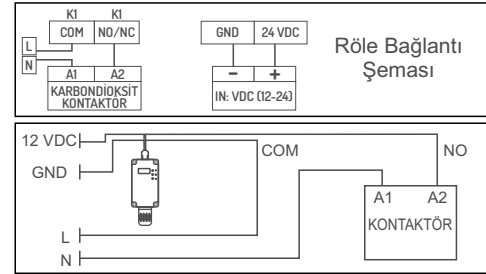 K1 K1
COM NO/NC
L
N
A1 A2
KARBONDİOKSİT
KONTAKTÖR
GND 24 VDC
− +
IN: VDC (12-24)
Röle Bağlantı
Şeması
12 VDC
COM
NO
GND
A1 A2
KONTAKTÖR
L
N